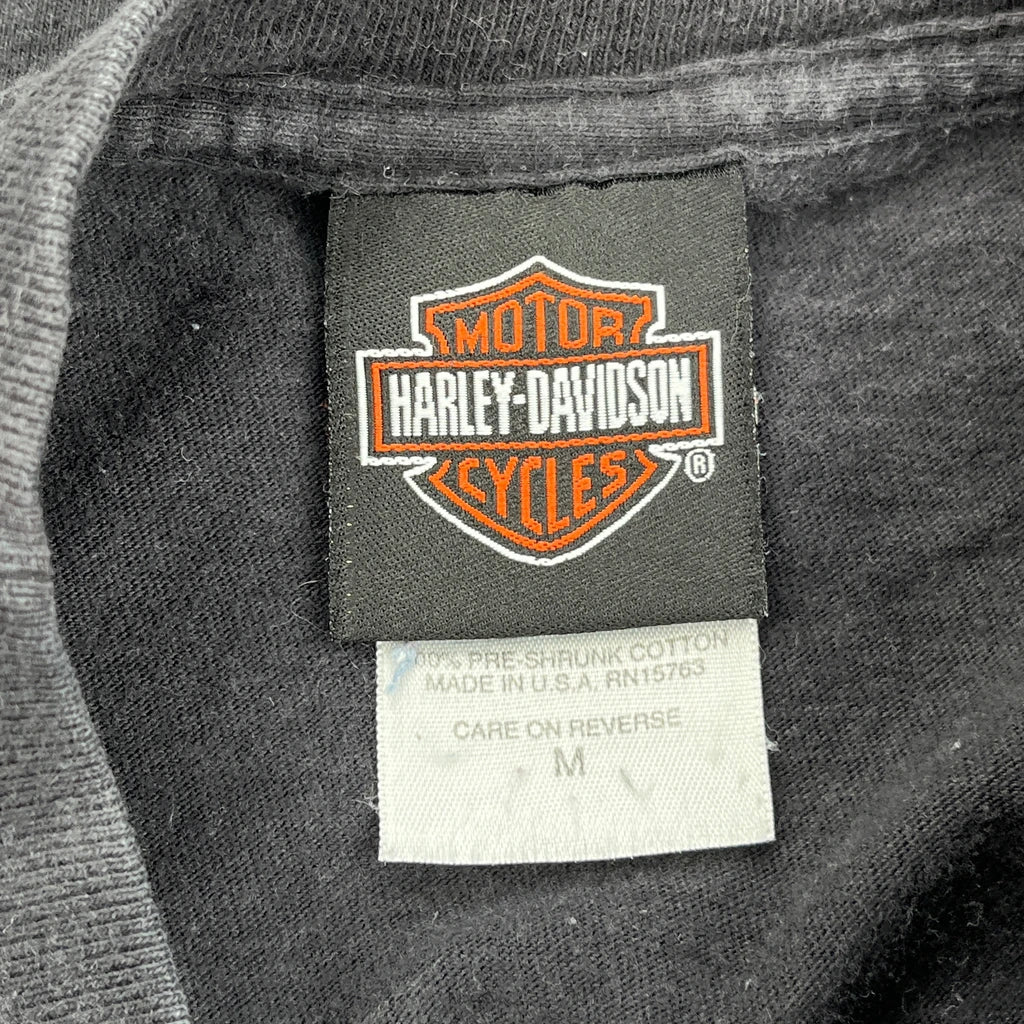 MOTOR
HARLEY-DAVIDSON
CYCLES ®
100% PRE-SHRUNK COTTON
MADE IN U.S.A. RN15763
CARE ON REVERSE
M